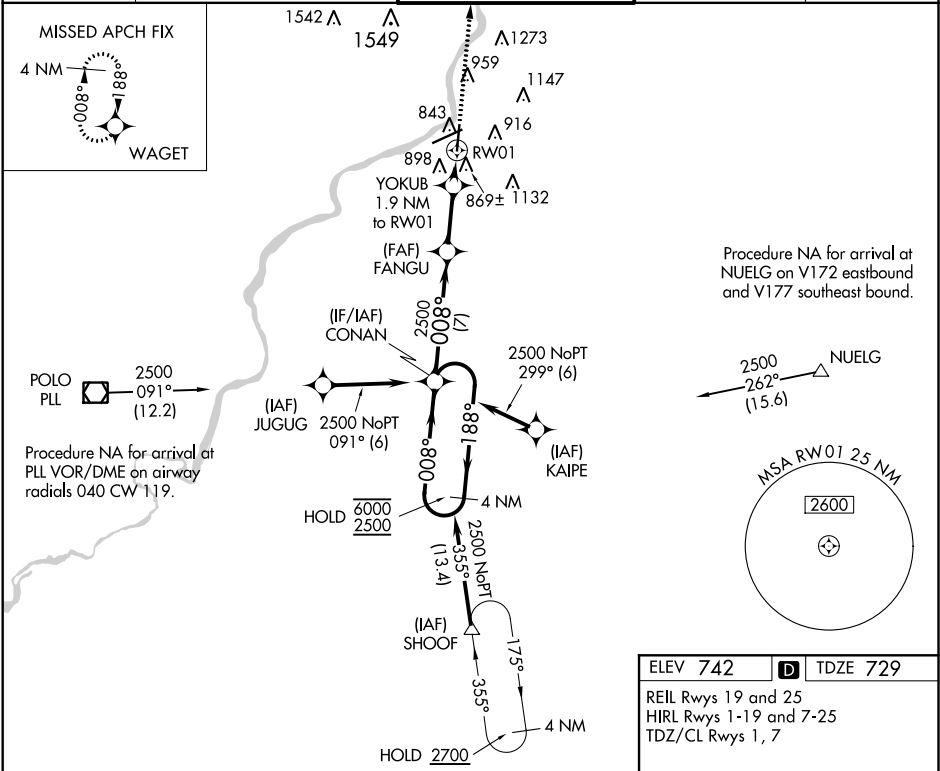 MISSED APCH FIX
4 NM
188°
008°
WAGET
1542
1549
1273
959
1147
843
916
RW01
898
YOKUB
1.9 NM
to RW01
869±
1132
(FAF)
FANGU
Procedure NA for arrival at
NUELG on V172 eastbound
and V177 southeast bound.
2500
008°
(7)
(IF/IAF)
CONAN
2500 NoPT
299° (6)
NUELG
2500
262°
(15.6)
POLO
PLL
2500
091°
(12.2)
(IAF)
JUGUG
2500 NoPT
091° (6)
188°
008°
(IAF)
KAIPE
Procedure NA for arrival at
PLL VOR/DME on airway
radials 040 CW 119.
HOLD 6000
2500
4 NM
MSA RW01 25 NM
2600
2500 NoPT
355°
(13.4)
(IAF)
SHOOF
175°
355°
4 NM
HOLD 2700
ELEV 742
D
TDZE 729
REIL Rwys 19 and 25
HIRL Rwys 1-19 and 7-25
TDZ/CL Rwys 1, 7